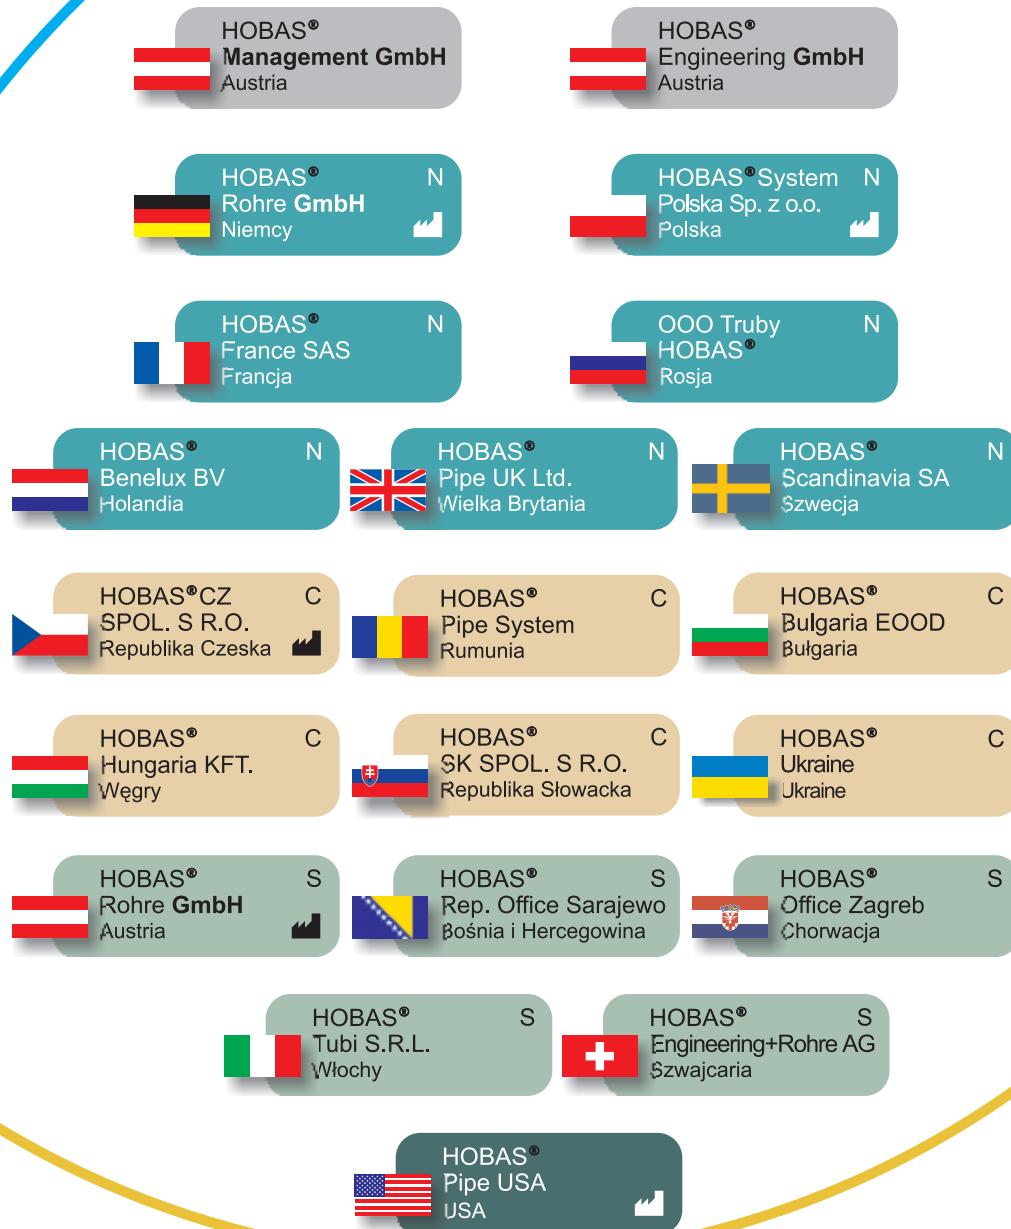 HOBAS®
Management GmbH
Austria
HOBAS®
Engineering GmbH
Austria
HOBAS® N
Rohre GmbH
Niemcy
HOBAS® System N
Polska Sp. z o.o.
Polska
HOBAS® N
France SAS
Francja
OOO Truby N
HOBAS®
Rosja
HOBAS® N
Benelux BV
Holandia
HOBAS® N
Pipe UK Ltd.
Wielka Brytania
HOBAS® N
Scandinavia SA
Szwecja
HOBAS® CZ C
SPOL. S R.O.
Republika Czeska
HOBAS® C
Pipe System
Rumunia
HOBAS® C
Bulgaria EOOD
Bułgaria
HOBAS® C
Hungaria KFT.
Węgry
HOBAS® C
SK SPOL. S R.O.
Republika Słowacka
HOBAS® C
Ukraine
Ukraine
HOBAS® S
Rohre GmbH
Austria
HOBAS® S
Rep. Office Sarajewo
Bośnia i Hercegowina
HOBAS® S
Office Zagreb
Chorwacja
HOBAS® S
Tubi S.R.L.
Włochy
HOBAS® S
Engineering+Rohre AG
Szwajcaria
HOBAS®
Pipe USA
USA